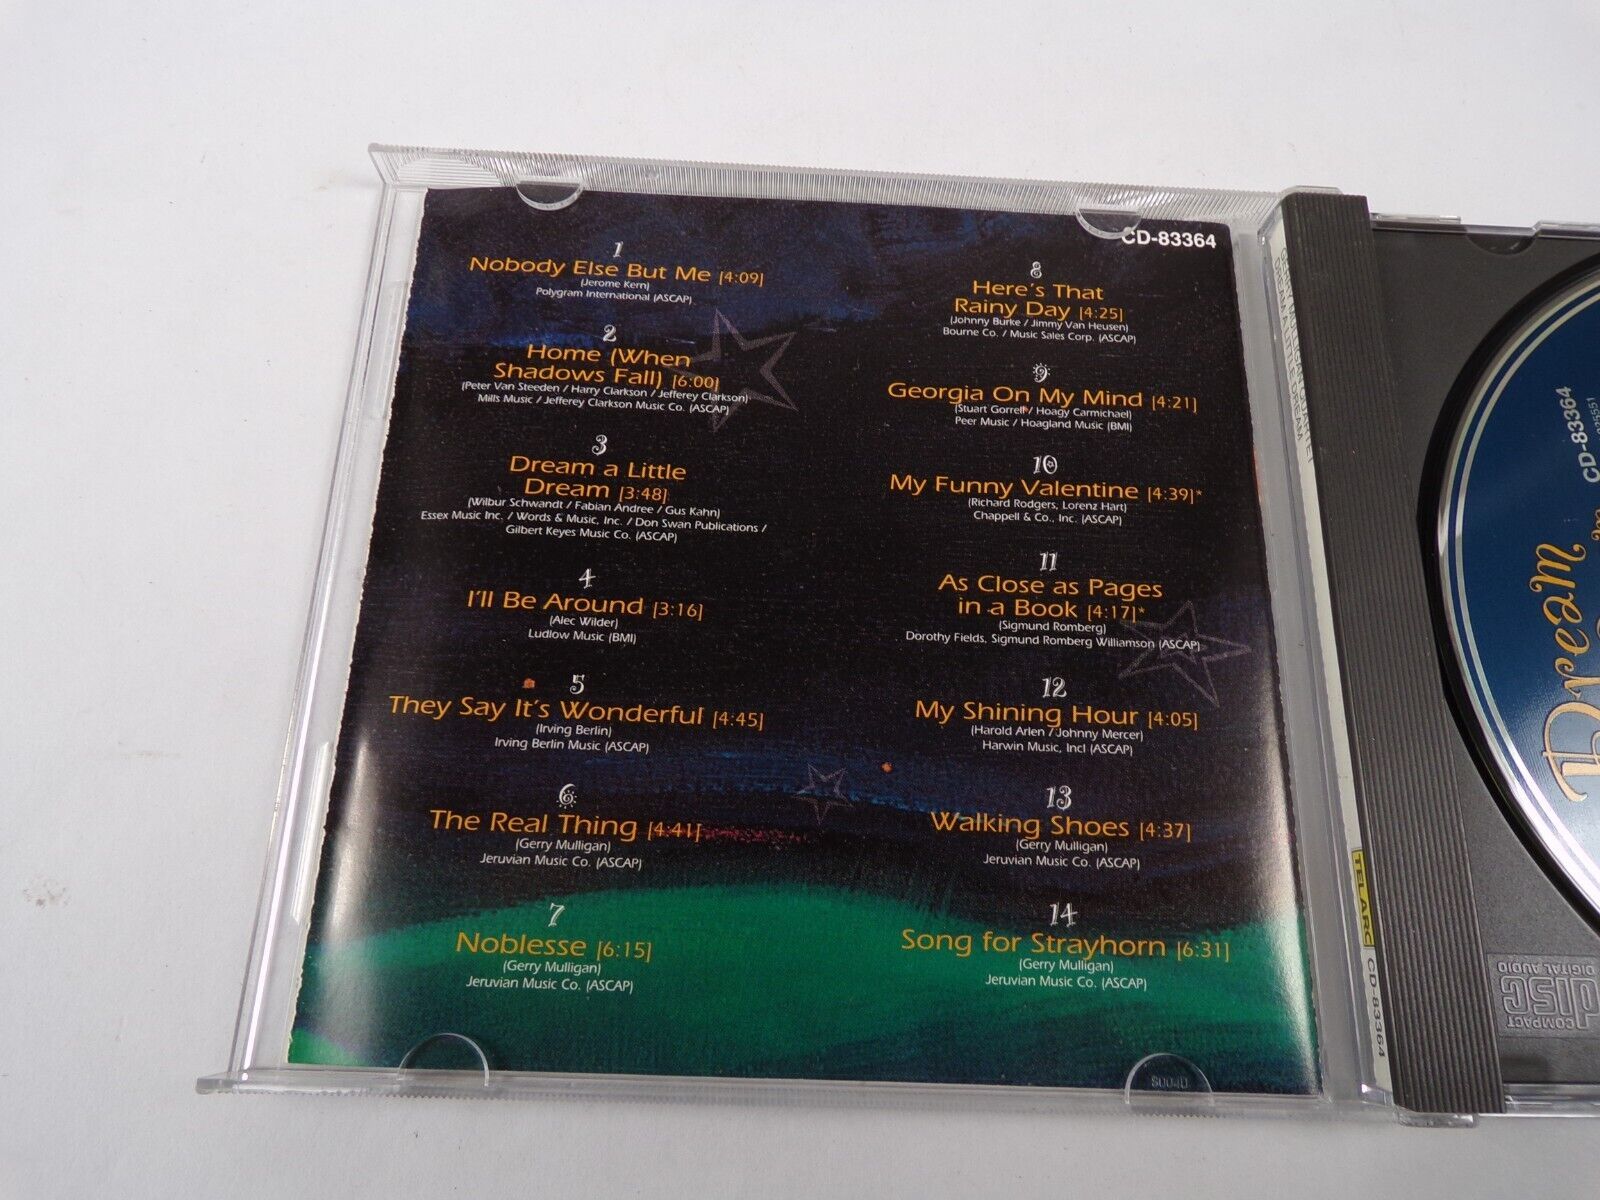 CD-83364
1
Nobody Else But Me [4:09]
(Jerome Kern)
Polygram International (ASCAP)
2
Home (When
Shadows Fall) [6:00]
(Peter Van Steeden / Harry Clarkson / Jefferey Clarkson)
Mills Music / Jefferey Clarkson Music Co. (ASCAP)
3
Dream a Little
Dream [3:48]
(Wilbur Schwandt / Fabian Andree / Gus Kahn)
Essex Music Inc. / Words & Music, Inc. / Don Swan Publications /
Gilbert Keyes Music Co. (ASCAP)
4
I'll Be Around [3:16]
(Alec Wilder)
Ludlow Music (BMI)
5
They Say It's Wonderful [4:45]
(Irving Berlin)
Irving Berlin Music (ASCAP)
6
The Real Thing [4:41]
(Gerry Mulligan)
Jeruvian Music Co. (ASCAP)
7
Noblesse [6:15]
(Gerry Mulligan)
Jeruvian Music Co. (ASCAP)
8
Here's That
Rainy Day [4:25]
(Johnny Burke / Jimmy Van Heusen)
Bourne Co. / Music Sales Corp. (ASCAP)
9
Georgia On My Mind [4:21]
(Stuart Gorrell / Hoagy Carmichael)
Peer Music / Hoagland Music (BMI)
10
My Funny Valentine [4:39]*
(Richard Rodgers, Lorenz Hart)
Chappell & Co., Inc. (ASCAP)
11
As Close as Pages
in a Book [4:17]*
(Sigmund Romberg)
Dorothy Fields, Sigmund Romberg Williamson (ASCAP)
12
My Shining Hour [4:05]
(Harold Arlen / Johnny Mercer)
Harwin Music, Incl (ASCAP)
13
Walking Shoes [4:37]
(Gerry Mulligan)
Jeruvian Music Co. (ASCAP)
14
Song for Strayhorn [6:31]
(Gerry Mulligan)
Jeruvian Music Co. (ASCAP)
GERRY MULLIGAN QUARTET
DREAM A LITTLE DREAM
TELARC
CD-83364
COMPACT
disc
DIGITAL AUDIO
CD-83364
Dream